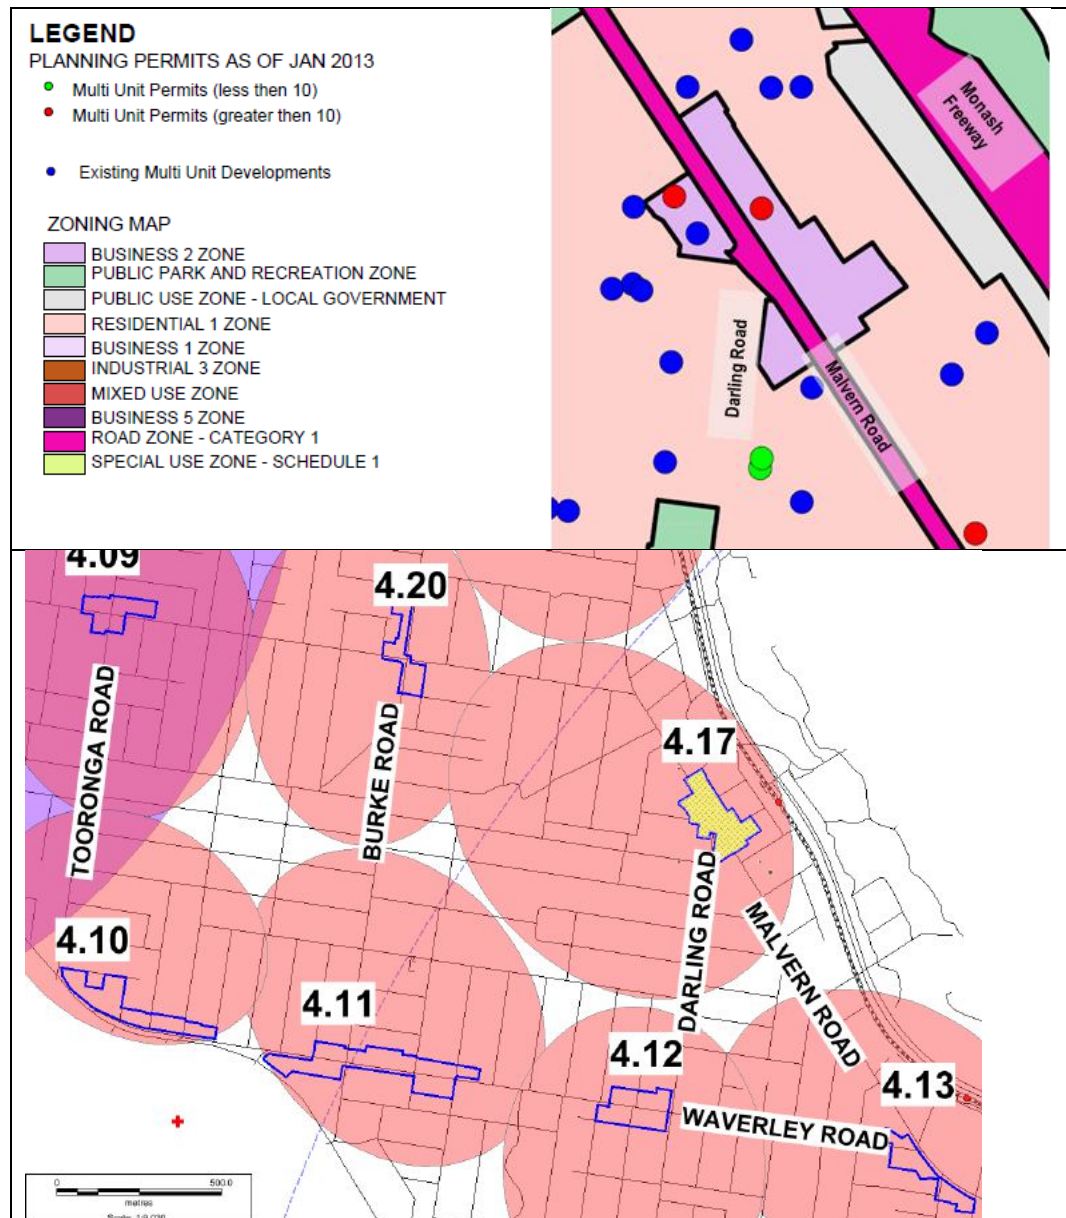 LEGEND
PLANNING PERMITS AS OF JAN 2013
Multi Unit Permits (less then 10)
Multi Unit Permits (greater then 10)
Existing Multi Unit Developments
ZONING MAP
BUSINESS 2 ZONE
PUBLIC PARK AND RECREATION ZONE
PUBLIC USE ZONE - LOCAL GOVERNMENT
RESIDENTIAL 1 ZONE
BUSINESS 1 ZONE
INDUSTRIAL 3 ZONE
MIXED USE ZONE
BUSINESS 5 ZONE
ROAD ZONE - CATEGORY 1
SPECIAL USE ZONE - SCHEDULE 1
Monash
Freeway
Darling Road
Malvern Road
4.09
4.20
TOORONGA ROAD
BURKE ROAD
4.17
DARLING ROAD
MALVERN ROAD
4.10
4.11
4.12
4.13
WAVERLEY ROAD
0
500.0
metres